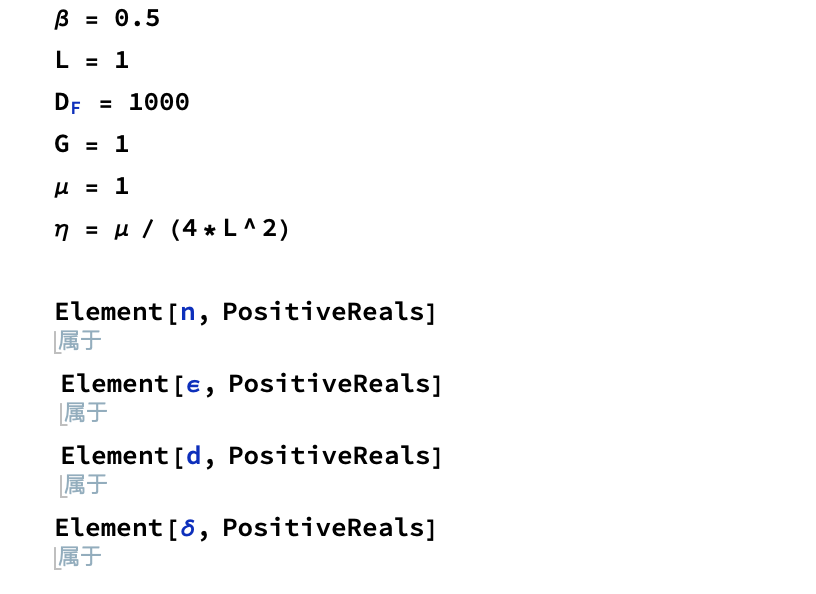 β = 0.5
L = 1
D_F = 1000
G = 1
μ = 1
η = μ / (4*L^2)
Element[n, PositiveReals]
属于
Element[ϵ, PositiveReals]
属于
Element[d, PositiveReals]
属于
Element[δ, PositiveReals]
属于